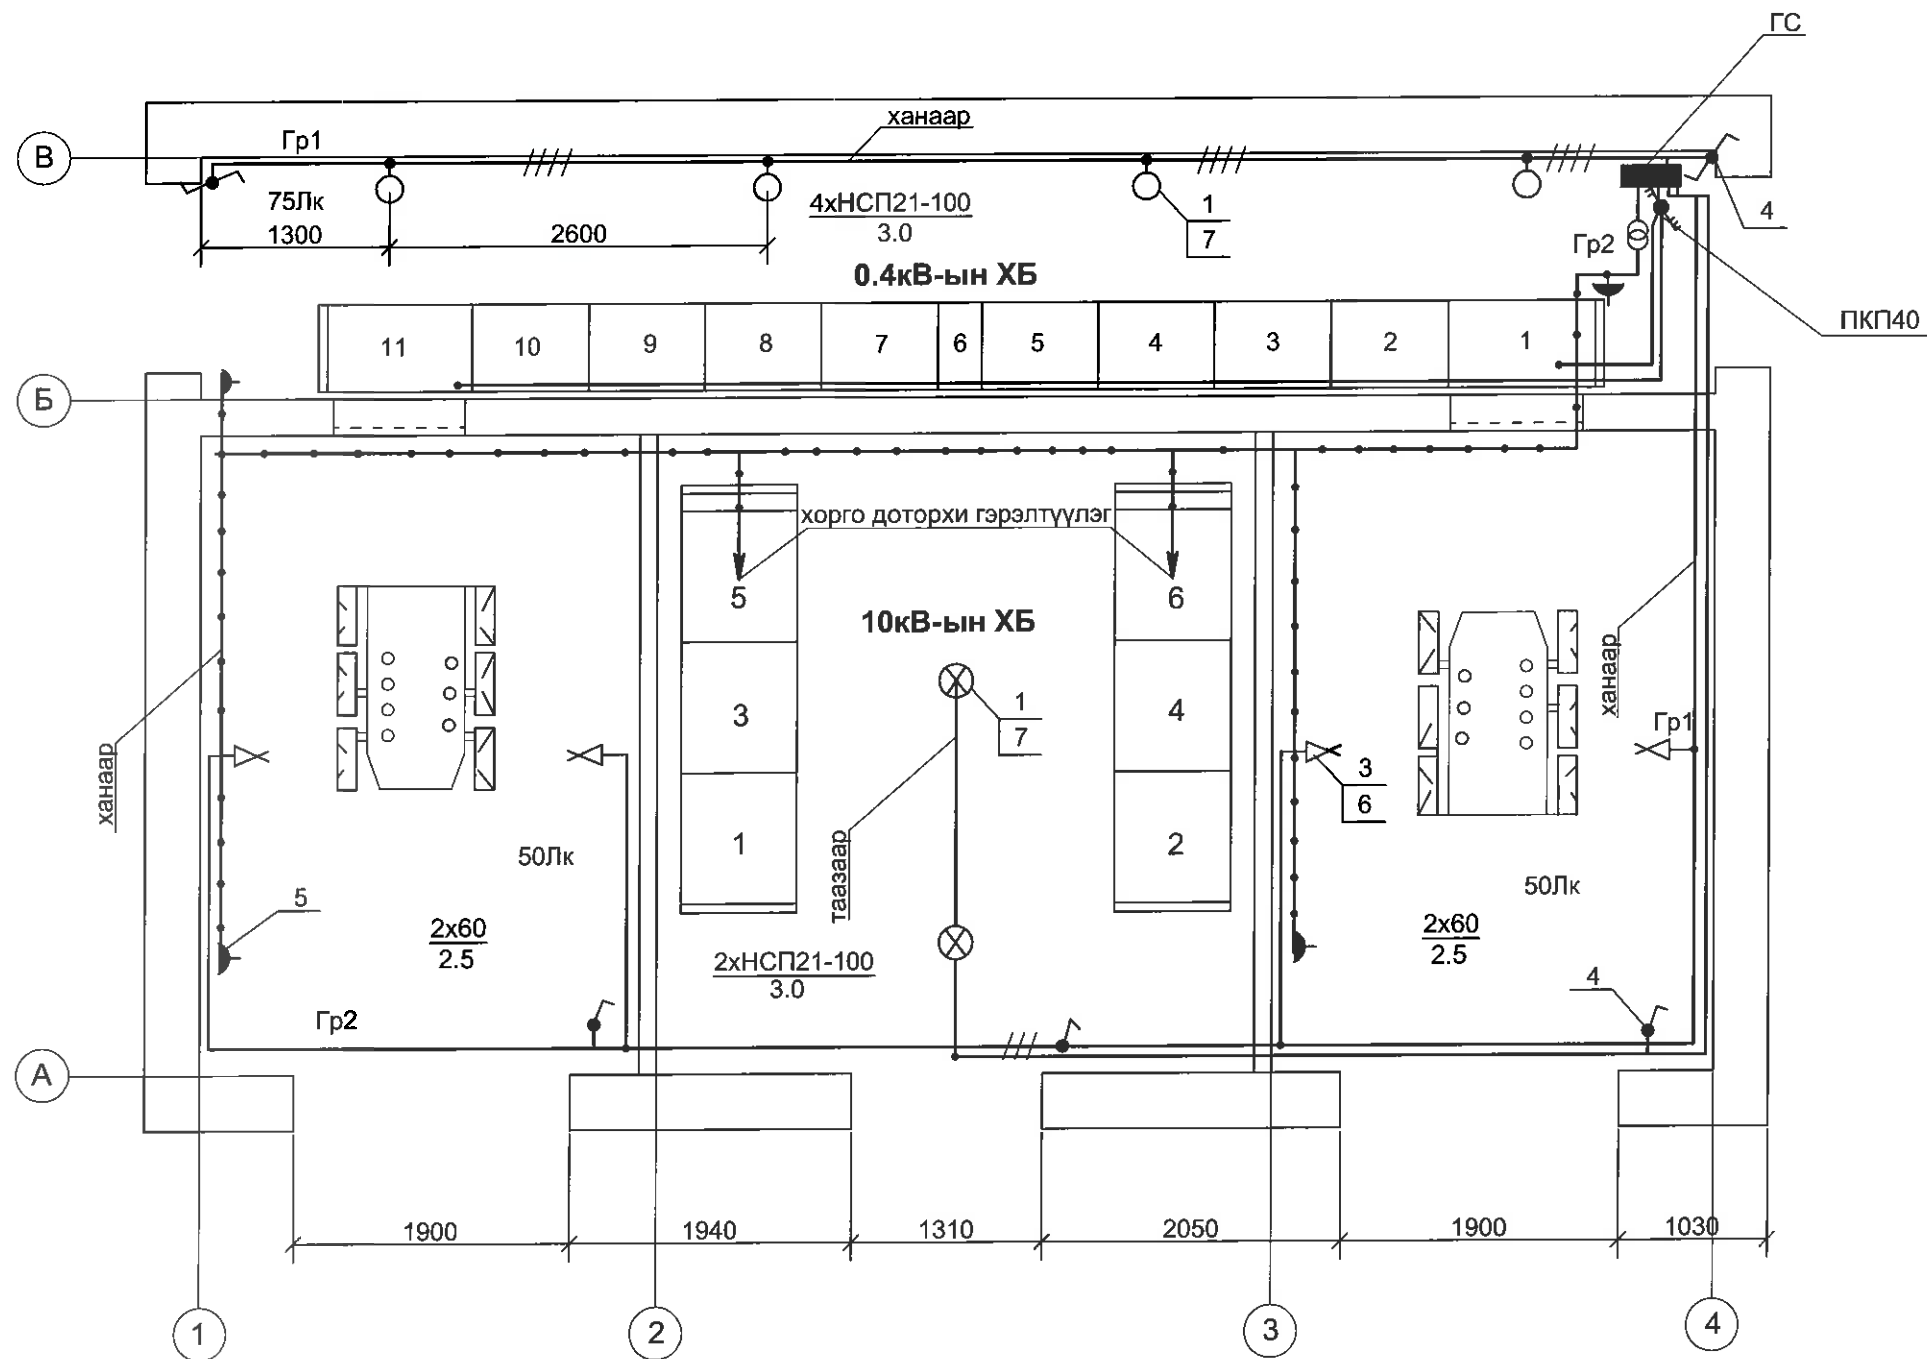 ГС
В
Гр1
ханаар
75Лк
1300
2600
4хНСП21-100
3.0
1
7
Гр2
4
0.4кВ-ын ХБ
ПКП40
11
10
9
8
7
6
5
4
3
2
1
Б
хорго доторхи гэрэлтүүлэг
5
6
10кВ-ын ХБ
ханаар
3
4
1
7
Гр1
ханаар
3
6
1
2
таазаар
50Лк
50Лк
5
2х60
2.5
2хНСП21-100
3.0
2х60
2.5
4
Гр2
А
1900
1940
1310
2050
1900
1030
1
2
3
4